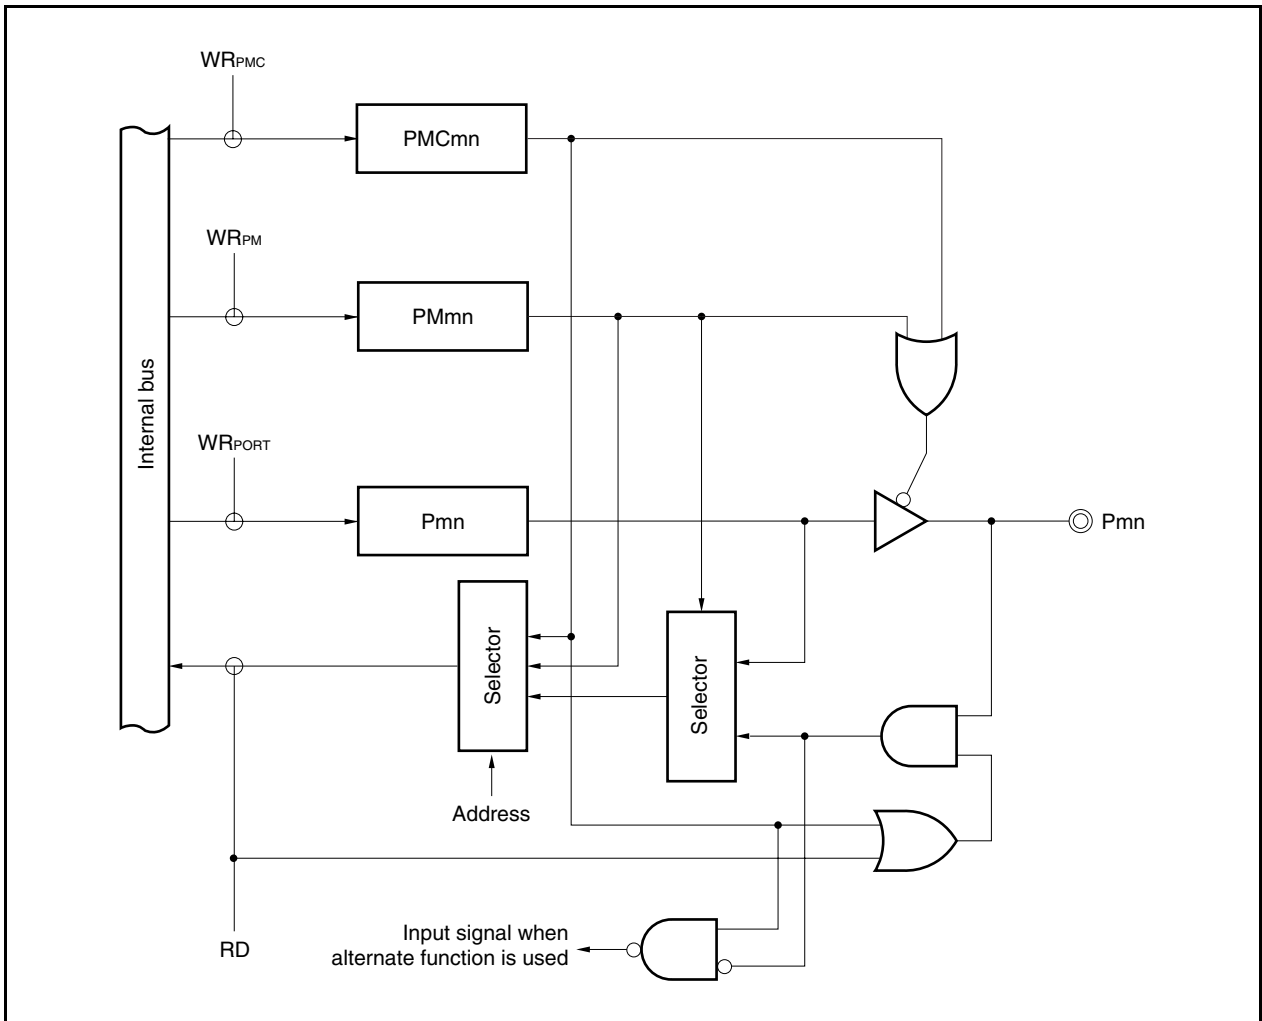 WRPMC
PMCmn
WRPM
PMmn
Internal bus
WRPORT
Pmn
Pmn
Selector
Selector
Address
Input signal when
alternate function is used
RD